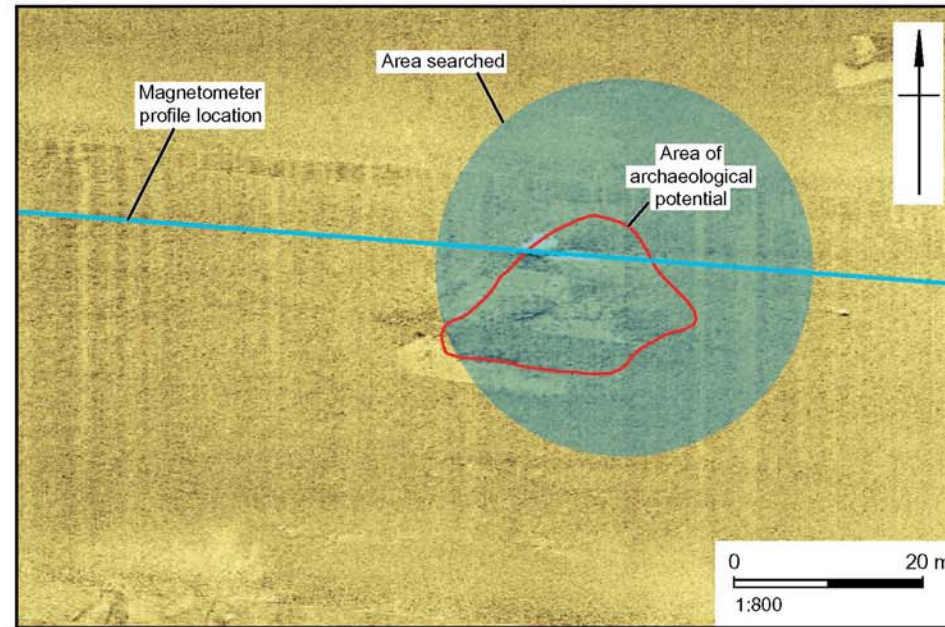 Area searched
Magnetometer
profile location
Area of
archaeological
potential
0 20 m
1:800